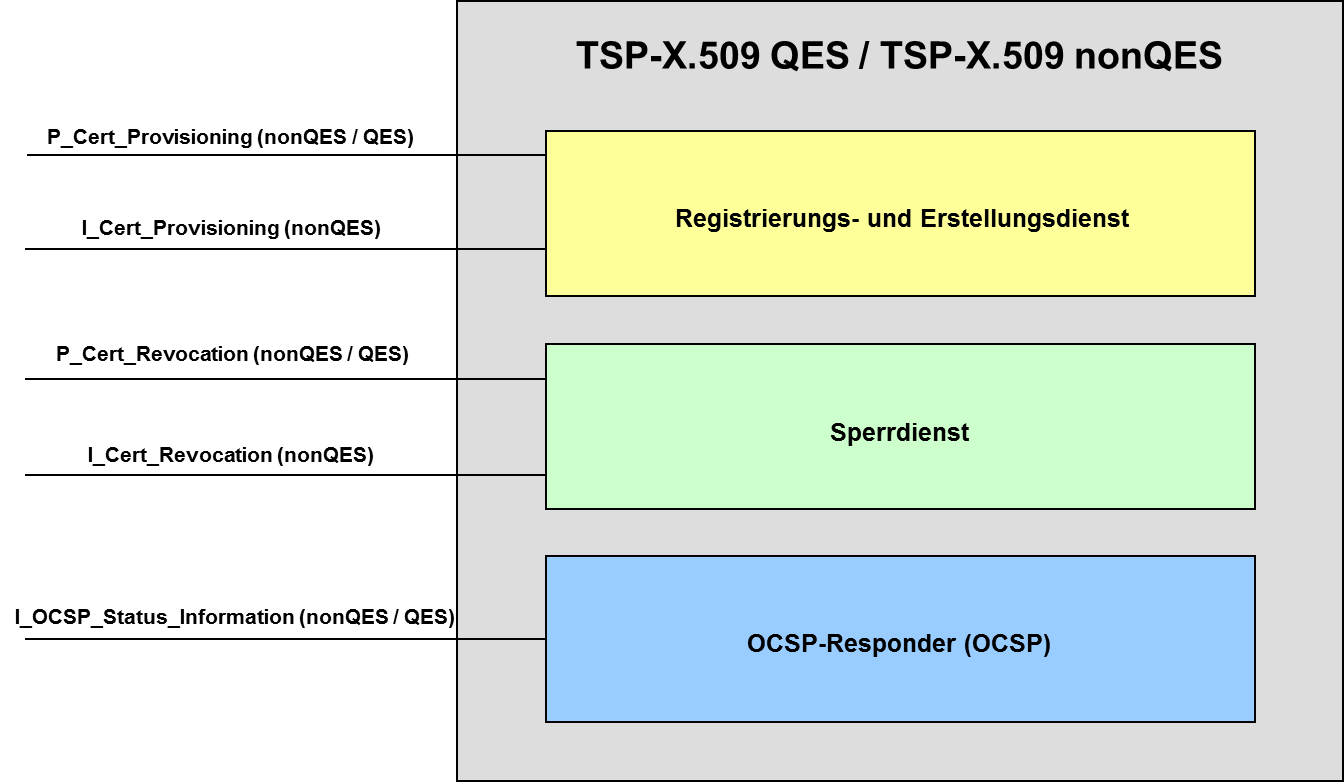 TSP-X.509 QES / TSP-X.509 nonQES
P_Cert_Provisioning (nonQES / QES)
I_Cert_Provisioning (nonQES)
Registrierungs- und Erstellungsdienst
P_Cert_Revocation (nonQES / QES)
I_Cert_Revocation (nonQES)
Sperrdienst
I_OCSP_Status_Information (nonQES / QES)
OCSP-Responder (OCSP)